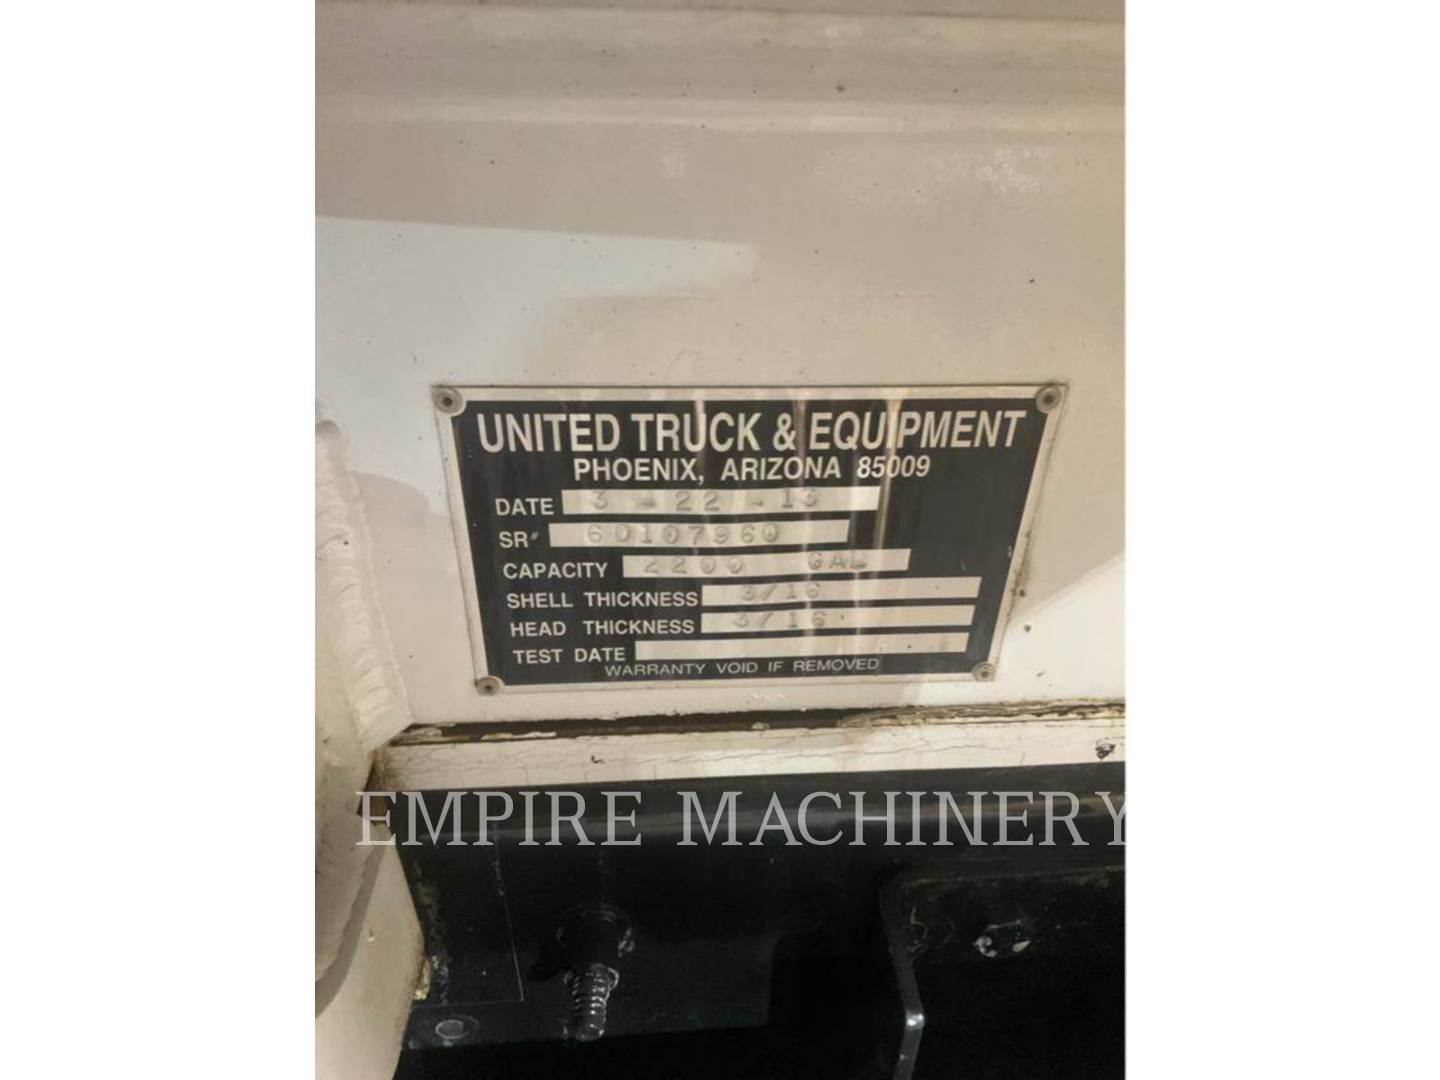 UNITED TRUCK & EQUIPMENT
PHOENIX, ARIZONA 85009
DATE 3-22-13
SR# 6D107960
CAPACITY 2200 GAL
SHELL THICKNESS 3/16
HEAD THICKNESS 3/16
TEST DATE
WARRANTY VOID IF REMOVED
EMPIRE MACHINERY